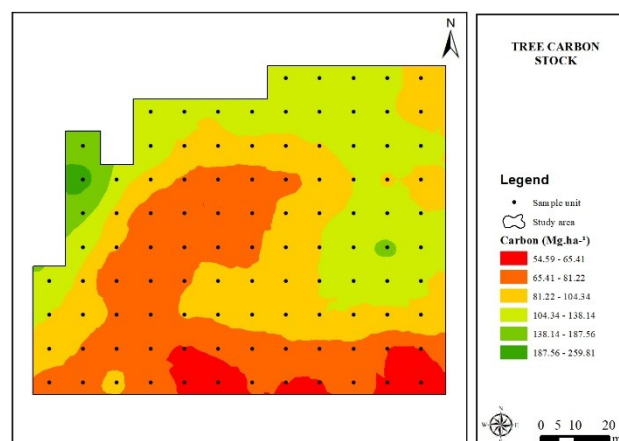 N
TREE CARBON
STOCK
Legend
Sample unit
Study area
Carbon (Mg.ha-¹)
54.59 - 65.41
65.41 - 81.22
81.22 - 104.34
104.34 - 138.14
138.14 - 187.56
187.56 - 259.81
N
W E
S
0 5 10 20
m